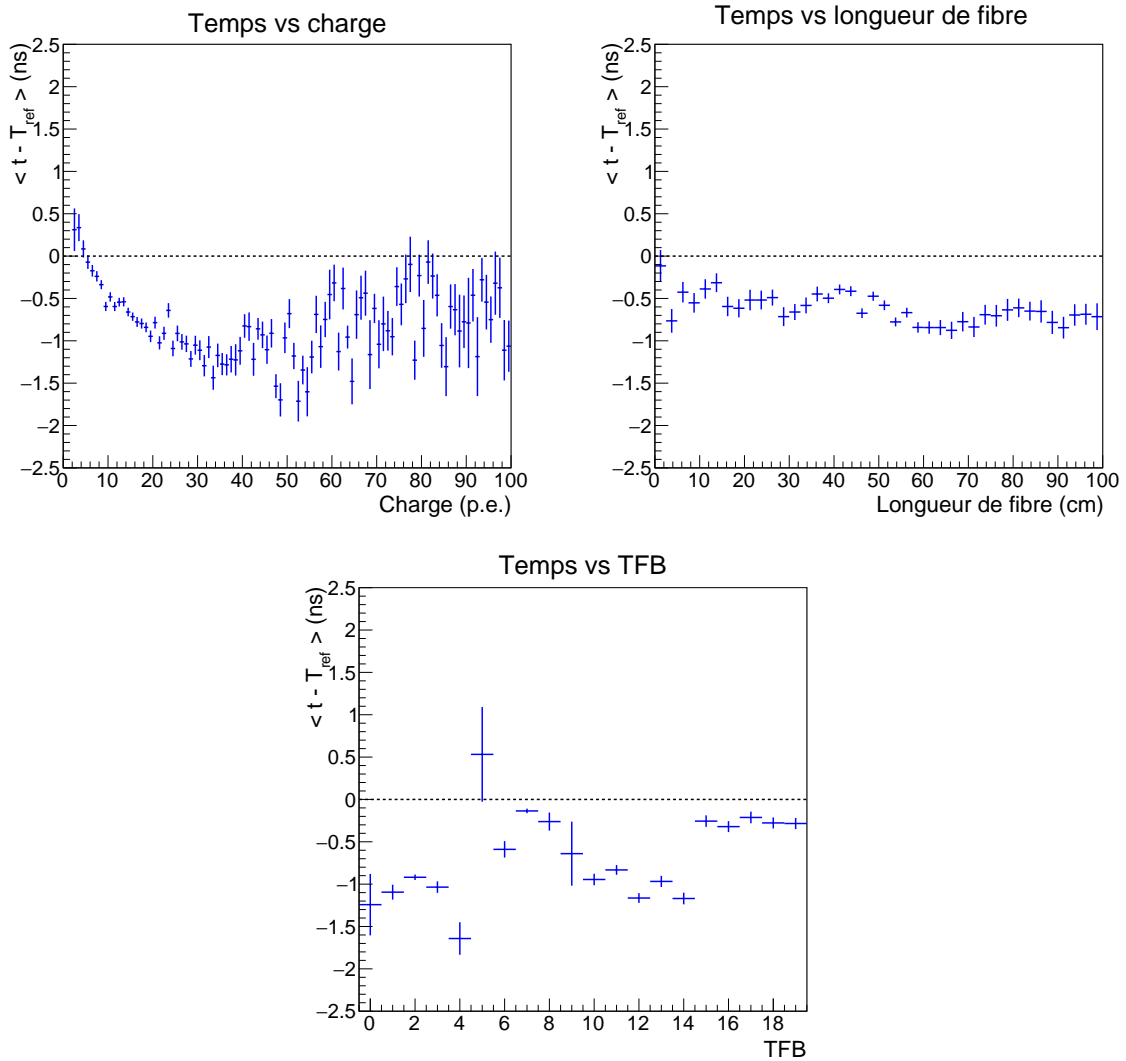 Temps vs charge
< t - T_ref > (ns)
2.5
2
1.5
1
0.5
0
−0.5
−1
−1.5
−2
−2.5
0 10 20 30 40 50 60 70 80 90 100
Charge (p.e.)
Temps vs longueur de fibre
< t - T_ref > (ns)
2.5
2
1.5
1
0.5
0
−0.5
−1
−1.5
−2
−2.5
0 10 20 30 40 50 60 70 80 90 100
Longueur de fibre (cm)
Temps vs TFB
< t - T_ref > (ns)
2.5
2
1.5
1
0.5
0
−0.5
−1
−1.5
−2
−2.5
0 2 4 6 8 10 12 14 16 18
TFB